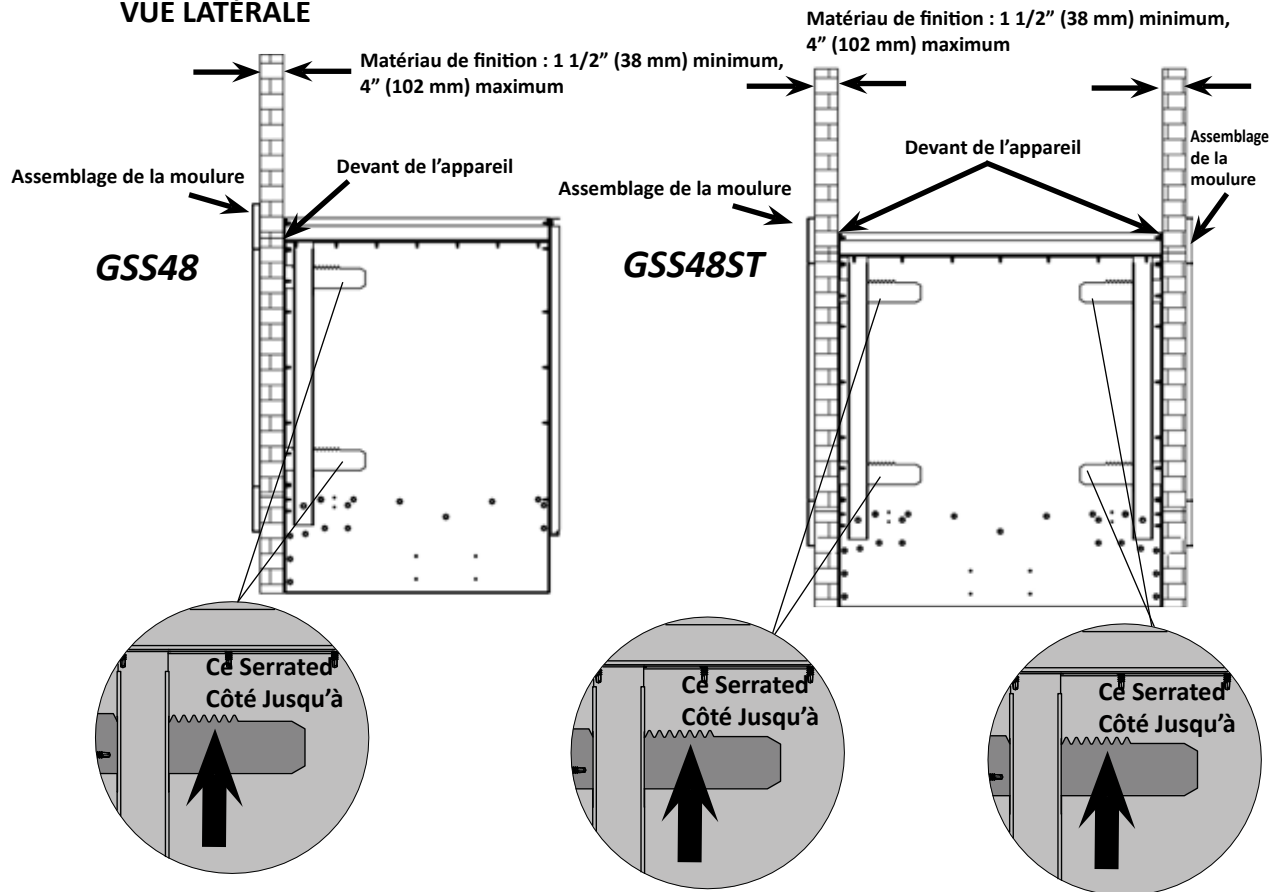 VUE LATÉRALE
Matériau de finition : 1 1/2” (38 mm) minimum,
4” (102 mm) maximum
Matériau de finition : 1 1/2” (38 mm) minimum,
4” (102 mm) maximum
Assemblage de la moulure
Devant de l’appareil
GSS48
Assemblage de la moulure
Devant de l’appareil
Assemblage
de la
moulure
GSS48ST
Ce Serrated
Côté Jusqu’à
Ce Serrated
Côté Jusqu’à
Ce Serrated
Côté Jusqu’à